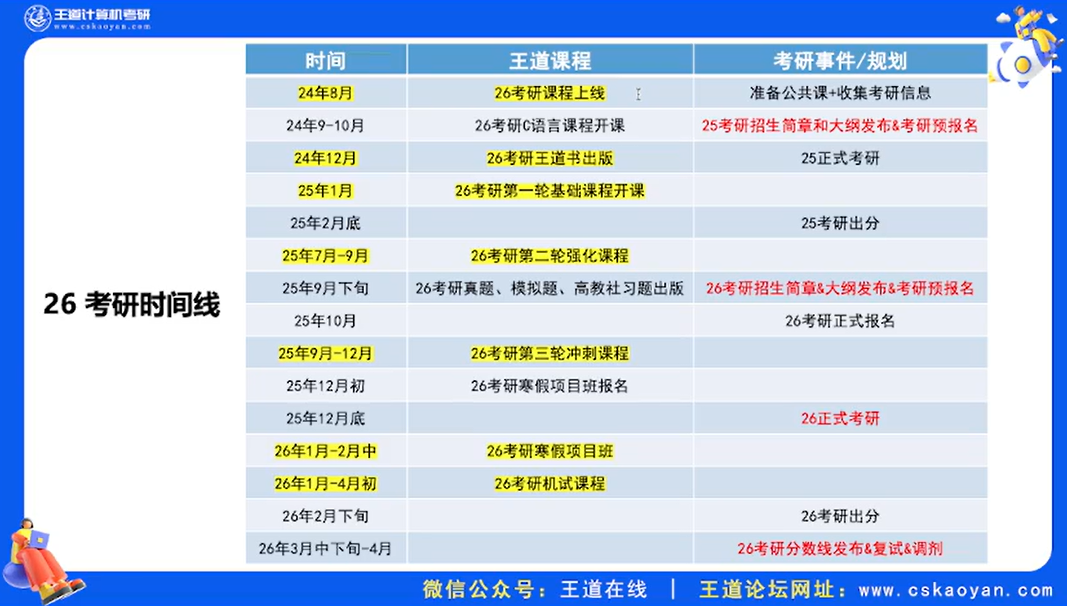 王道计算机考研
www.cskaoyan.com
26 考研时间线
时间 王道课程 考研事件/规划
24年8月 26考研课程上线 准备公共课+收集考研信息
24年9-10月 26考研C语言课程开课 25考研招生简章和大纲发布&考研预报名
24年12月 26考研王道书出版 25正式考研
25年1月 26考研第一轮基础课程开课
25年2月底 25考研出分
25年7月-9月 26考研第二轮强化课程
25年9月下旬 26考研真题、模拟题、高教社习题出版 26考研招生简章&大纲发布&考研预报名
25年10月 26考研正式报名
25年9月-12月 26考研第三轮冲刺课程
25年12月初 26考研寒假项目班报名
25年12月底 26正式考研
26年1月-2月中 26考研寒假项目班
26年1月-4月初 26考研机试课程
26年2月下旬 26考研出分
26年3月中下旬-4月 26考研分数线发布&复试&调剂
微信公众号：王道在线 | 王道论坛网址：www.cskaoyan.com